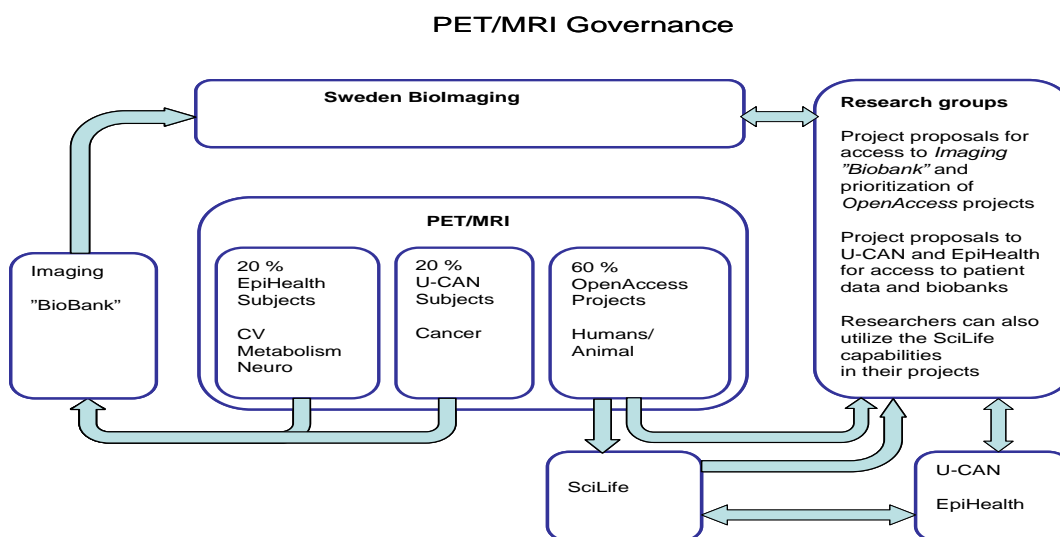 PET/MRI Governance
Sweden BioImaging
Research groups
Project proposals for
access to Imaging
"Biobank" and
prioritization of
OpenAccess projects
Project proposals to
U-CAN and EpiHealth
for access to patient
data and biobanks
Researchers can also
utilize the SciLife
capabilities
in their projects
PET/MRI
20 %
EpiHealth
Subjects
CV
Metabolism
Neuro
20 %
U-CAN
Subjects
Cancer
60 %
OpenAccess
Projects
Humans/
Animal
Imaging
”BioBank”
SciLife
U-CAN
EpiHealth